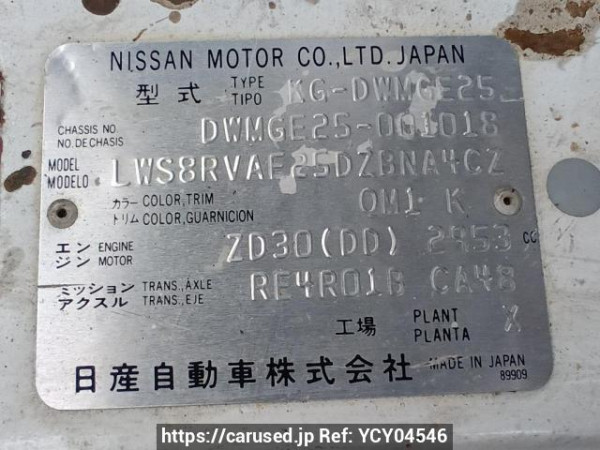 NISSAN MOTOR CO.,LTD. JAPAN
型式 TYPE TIPO KG-DWMGE25
CHASSIS NO. NO. DE CHASIS DWMGE25-001018
MODEL MODELO LWS8RVAE25DZBNA4CZ
カラー トリム COLOR,TRIM COLOR,GUARNICION QM1 K
エンジン ENGINE MOTOR ZD30(DD) 2953 cc
ミッション アクスル TRANS.,AXLE TRANS.,EJE RE4R01B CA48
工場 PLANT PLANTA X
日産自動車株式会社 MADE IN JAPAN
89909
https://carused.jp Ref: YCY04546